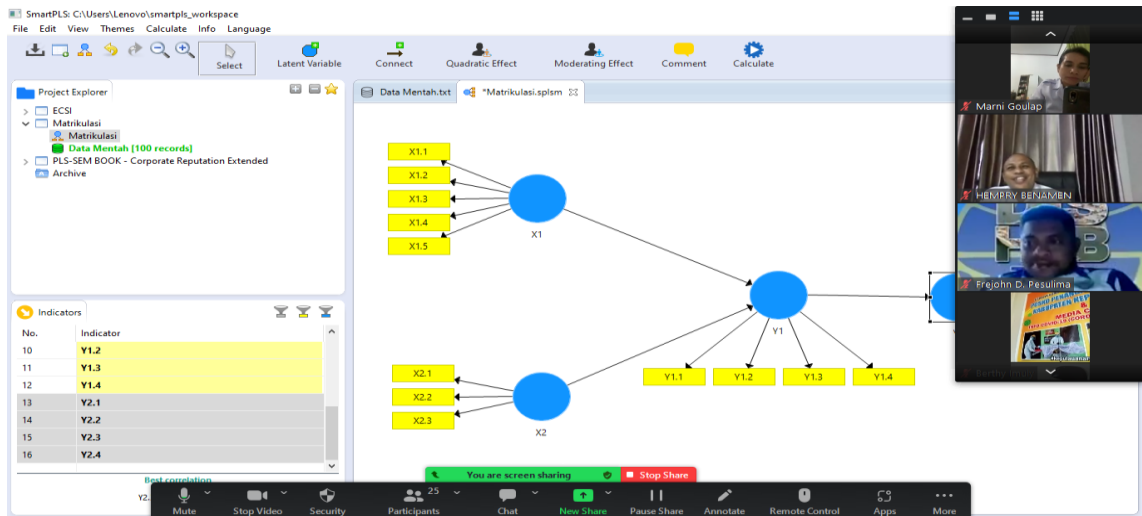 SmartPLS: C:\Users\Lenovo\smartpls_workspace
File Edit View Themes Calculate Info Language
Select
Latent Variable
Connect
Quadratic Effect
Moderating Effect
Comment
Calculate
Project Explorer
ECSI
Matrikulasi
Matrikulasi
Data Mentah [100 records]
PLS-SEM BOOK - Corporate Reputation Extended
Archive
Indicators
No. Indicator
10 Y1.2
11 Y1.3
12 Y1.4
13 Y2.1
14 Y2.2
15 Y2.3
16 Y2.4
Best correlation
Y2.
Data Mentah.txt
*Matrikulasi.splsm
X1.1
X1.2
X1.3
X1.4
X1.5
X1
X2.1
X2.2
X2.3
X2
Y1
Y1.1 Y1.2 Y1.3 Y1.4
Marni Goulap
HEMPRY BENAMEN
Frejohn D. Pesulima
MEDIA
You are screen sharing
Stop Share
Mute
Stop Video
Security
25
Participants
Chat
New Share
Pause Share
Annotate
Remote Control
Apps
More